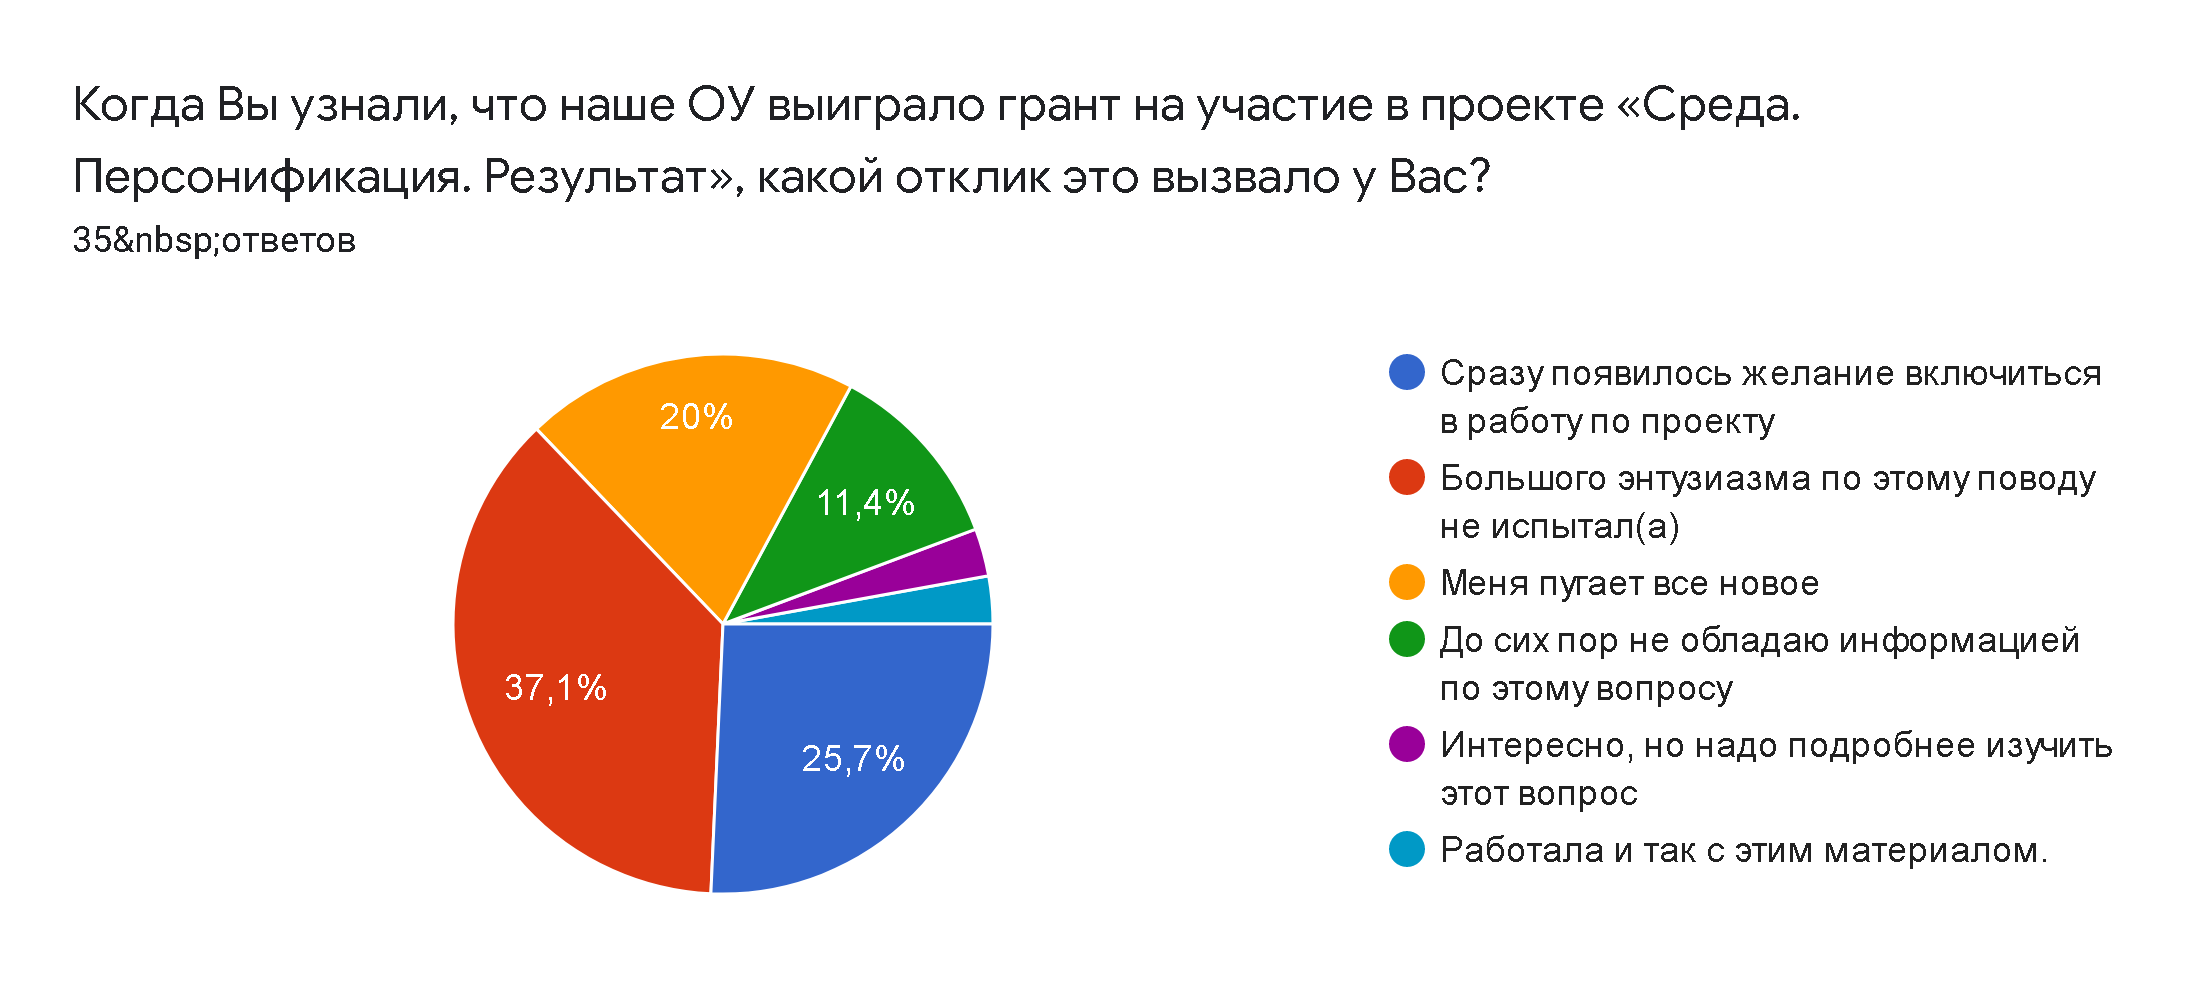 Когда Вы узнали, что наше ОУ выиграло грант на участие в проекте «Среда.
Персонификация. Результат», какой отклик это вызвало у Вас?
35&nbsp;ответов
20%
11,4%
37,1%
25,7%
Сразу появилось желание включиться
в работу по проекту
Большого энтузиазма по этому поводу
не испытал(а)
Меня пугает все новое
До сих пор не обладаю информацией
по этому вопросу
Интересно, но надо подробнее изучить
этот вопрос
Работала и так с этим материалом.